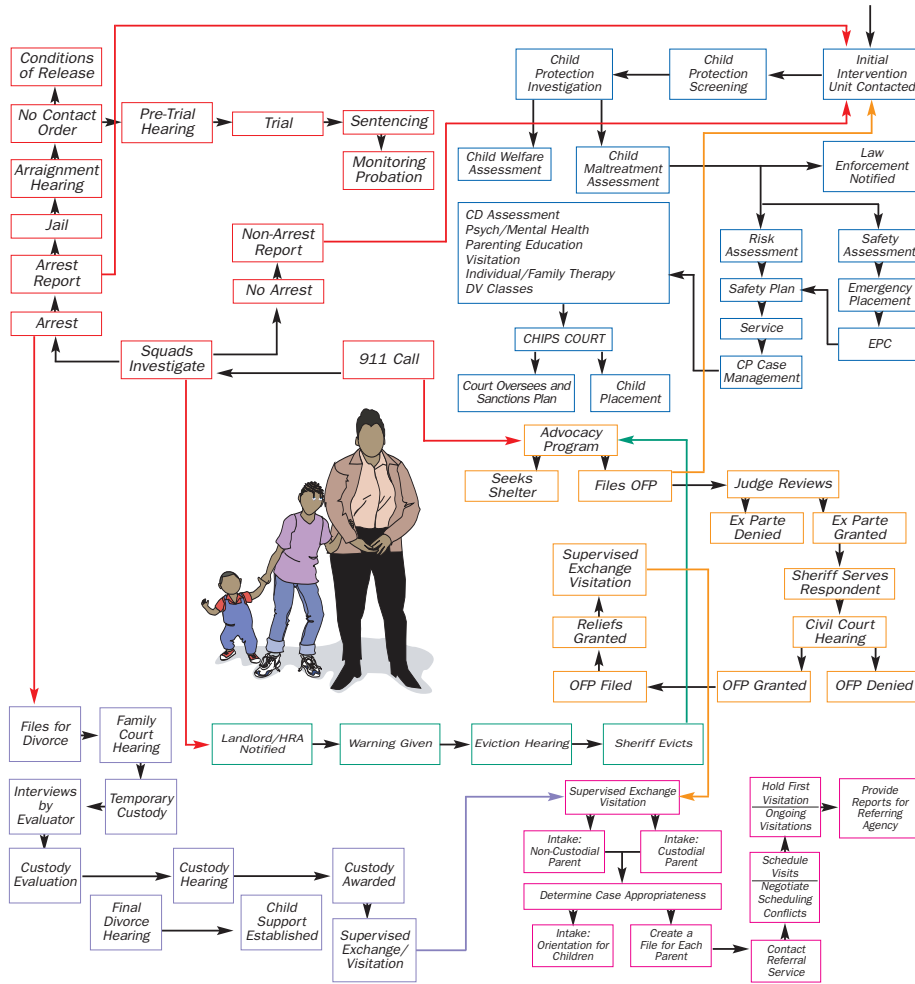 Conditions
of Release
No Contact
Order
Pre-Trial
Hearing
Trial
Sentencing
Monitoring
Probation
Arraignment
Hearing
Jail
Arrest
Report
Arrest
Non-Arrest
Report
No Arrest
Squads
Investigate
911 Call
Child
Protection
Investigation
Child
Protection
Screening
Initial
Intervention
Unit Contacted
Child Welfare
Assessment
Child
Maltreatment
Assessment
Law
Enforcement
Notified
CD Assessment
Psych/Mental Health
Parenting Education
Visitation
Individual/Family Therapy
DV Classes
Risk
Assessment
Safety
Assessment
Safety Plan
Emergency
Placement
Service
EPC
CP Case
Management
CHIPS COURT
Court Oversees and
Sanctions Plan
Child
Placement
Advocacy
Program
Seeks
Shelter
Files OFP
Judge Reviews
Ex Parte
Denied
Ex Parte
Granted
Supervised
Exchange
Visitation
Sheriff Serves
Respondent
Reliefs
Granted
Civil Court
Hearing
OFP Filed
OFP Granted
OFP Denied
Files for
Divorce
Family
Court
Hearing
Landlord/HRA
Notified
Warning Given
Eviction Hearing
Sheriff Evicts
Interviews
by
Evaluator
Temporary
Custody
Custody
Evaluation
Custody
Hearing
Custody
Awarded
Final
Divorce
Hearing
Child
Support
Established
Supervised
Exchange/
Visitation
Supervised Exchange
Visitation
Intake:
Non-Custodial
Parent
Intake:
Custodial
Parent
Determine Case Appropriateness
Intake:
Orientation for
Children
Create a
File for Each
Parent
Contact
Referral
Service
Schedule
Visits
Negotiate
Scheduling
Conflicts
Hold First
Visitation
Ongoing
Visitations
Provide
Reports for
Referring
Agency